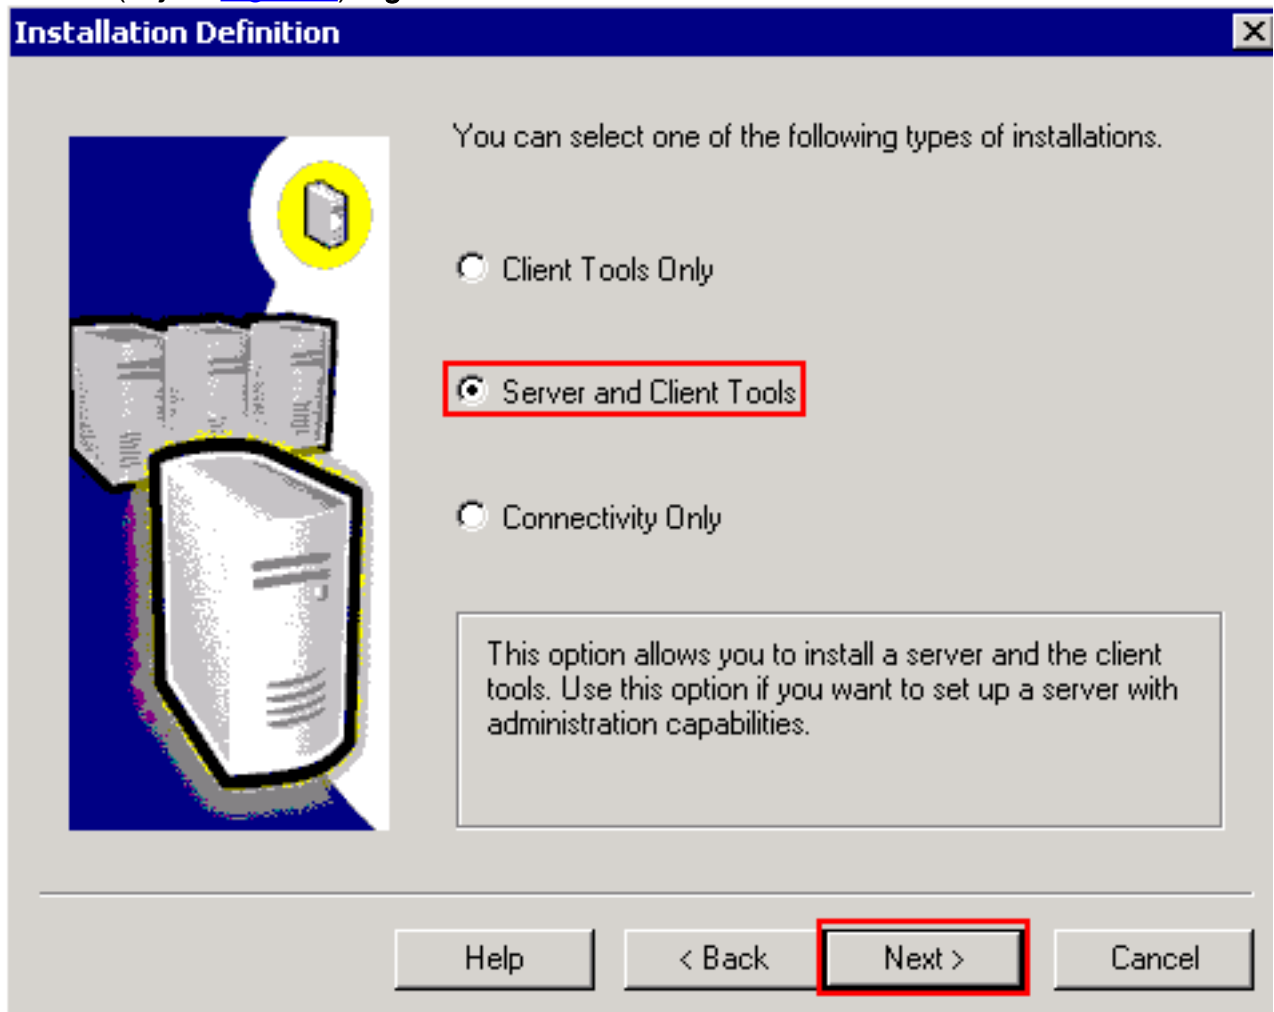 Installation Definition
You can select one of the following types of installations.
Client Tools Only
Server and Client Tools
Connectivity Only
This option allows you to install a server and the client
tools. Use this option if you want to set up a server with
administration capabilities.
Help
< Back
Next >
Cancel